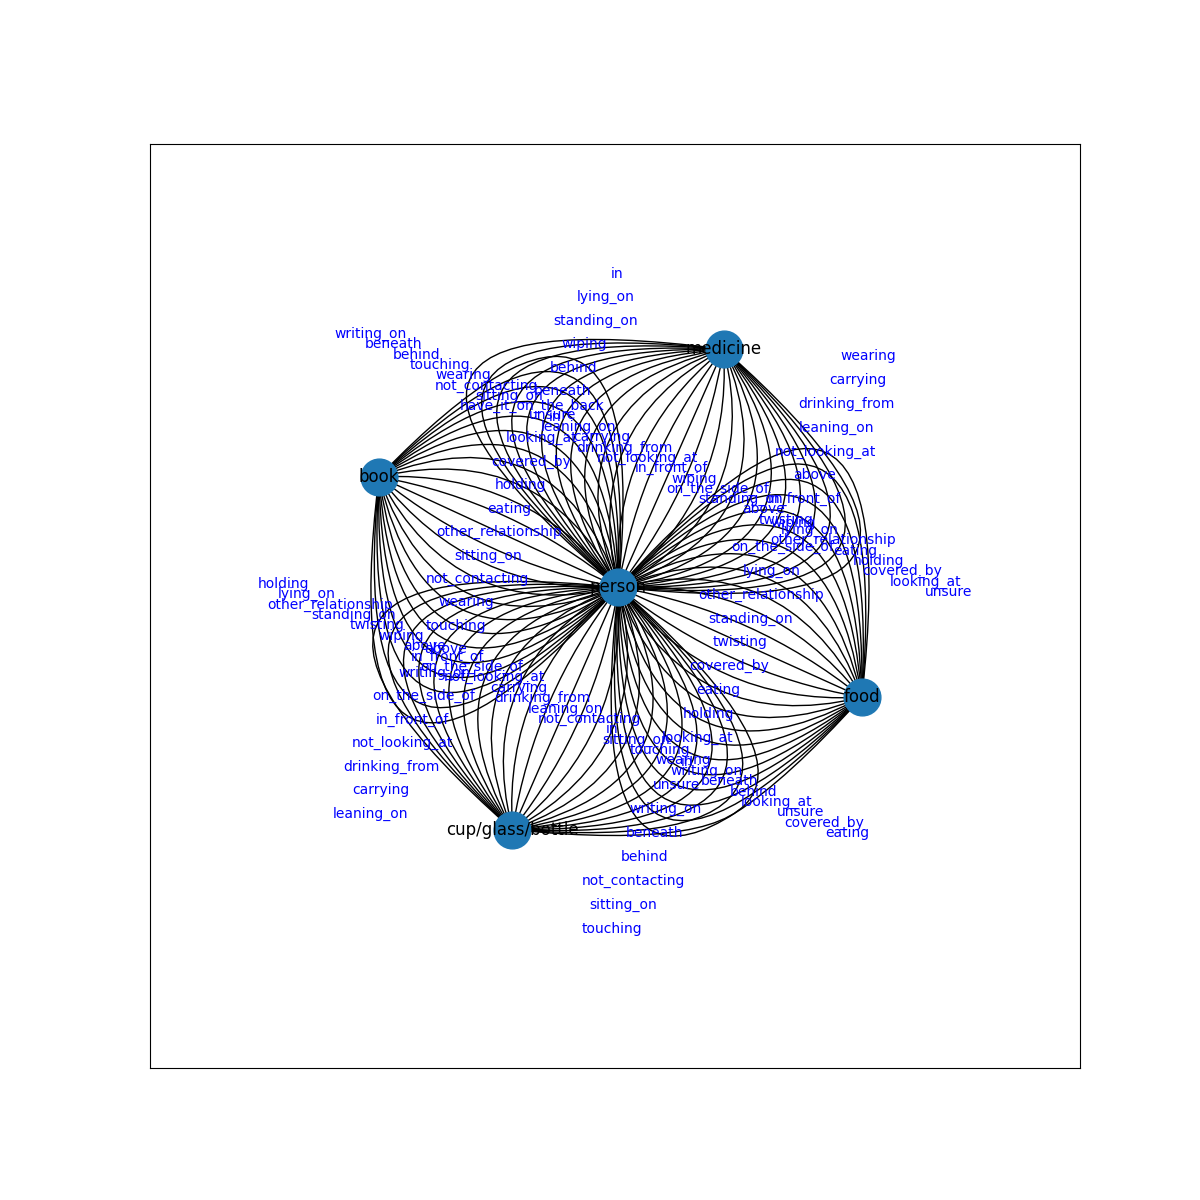 in
lying_on
standing_on
writing_on
beneath
wiping
medicine
behind
wearing
touching
behind
wearing
carrying
not_contacting
beneath
sitting_on
have_it_on_the_back
drinking_from
unsure
in
leaning_on
leaning_on
looking_at
carrying
drinking_from
not_looking_at
not_looking_at
covered_by
in_front_of
book
above
wiping
holding
on_the_side_of
standing_on
in_front_of
eating
above
twisting
wiping
lying_on
other_relationship
other_relationship
on_the_side_of
eating
sitting_on
holding
lying_on
covered_by
not_contacting
looking_at
holding
person
unsure
lying_on
other_relationship
wearing
other_relationship
standing_on
standing_on
twisting
touching
wiping
twisting
above
above
in_front_of
covered_by
on_the_side_of
writing_on
not_looking_at
carrying
eating
on_the_side_of
drinking_from
food
leaning_on
holding
in_front_of
not_contacting
in
sitting_on
looking_at
not_looking_at
touching
wearing
in
drinking_from
writing_on
beneath
unsure
carrying
behind
looking_at
writing_on
unsure
leaning_on
covered_by
cup/glass/bottle
beneath
eating
behind
not_contacting
sitting_on
touching